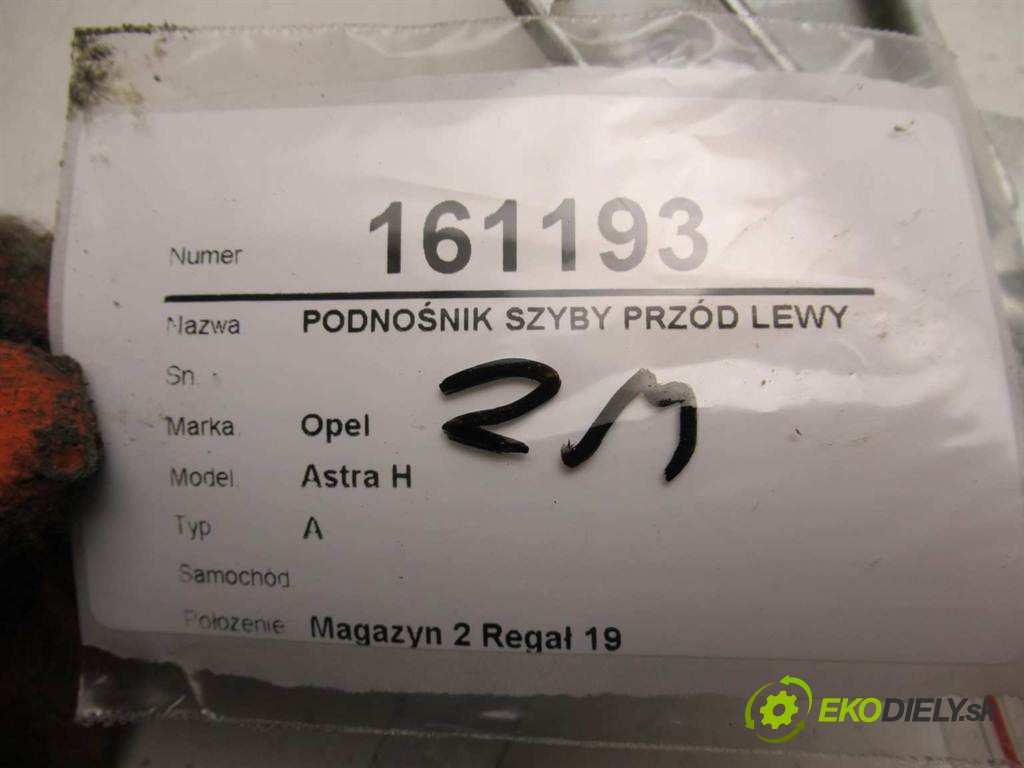 Numer 161193
Nazwa PODNOŚNIK SZYBY PRZÓD LEWY
Sn.
Marka Opel
Model Astra H
Typ A
Samochód
Położenie Magazyn 2 Regał 19
EKODIELY.sk